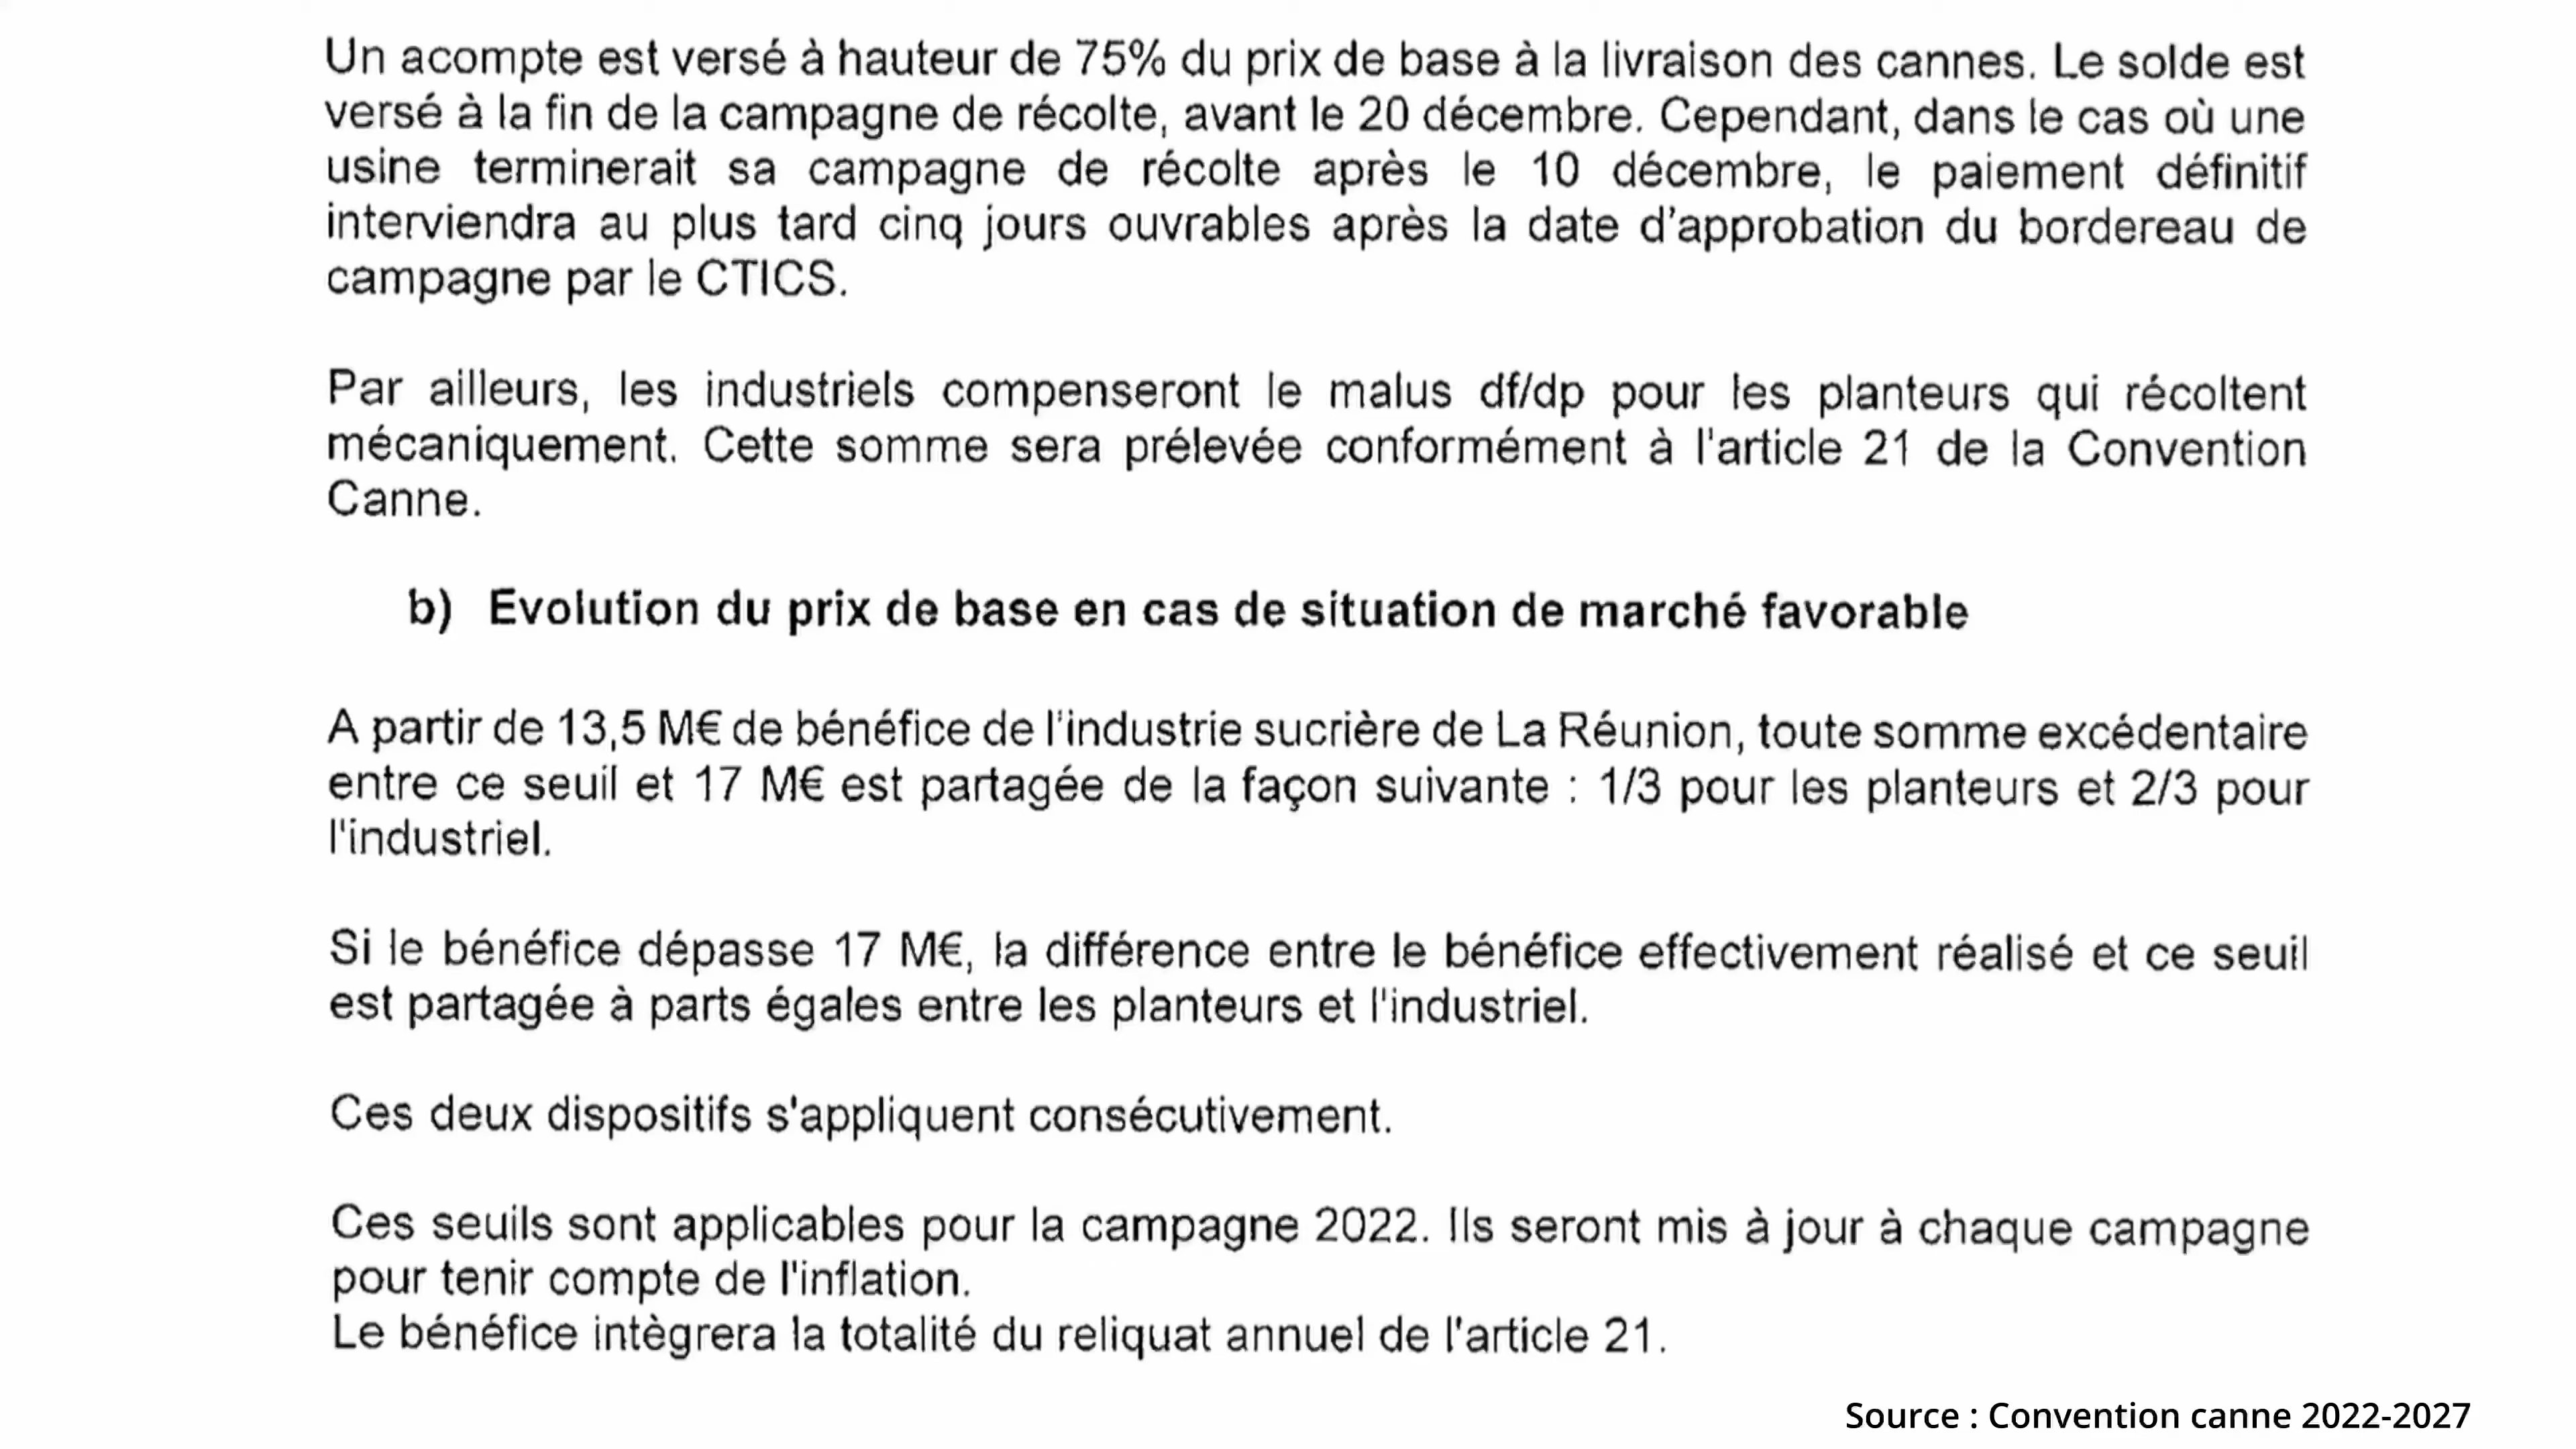 Un acompte est versé à hauteur de 75% du prix de base à la livraison des cannes. Le solde est
versé à la fin de la campagne de récolte, avant le 20 décembre. Cependant, dans le cas où une
usine terminerait sa campagne de récolte après le 10 décembre, le paiement définitif
interviendra au plus tard cinq jours ouvrables après la date d'approbation du bordereau de
campagne par le CTICS.
Par ailleurs, les industriels compenseront le malus df/dp pour les planteurs qui récoltent
mécaniquement. Cette somme sera prélevée conformément à l'article 21 de la Convention
Canne.
b) Evolution du prix de base en cas de situation de marché favorable
A partir de 13,5 M€ de bénéfice de l'industrie sucrière de La Réunion, toute somme excédentaire
entre ce seuil et 17 M€ est partagée de la façon suivante : 1/3 pour les planteurs et 2/3 pour
l'industriel.
Si le bénéfice dépasse 17 M€, la différence entre le bénéfice effectivement réalisé et ce seuil
est partagée à parts égales entre les planteurs et l'industriel.
Ces deux dispositifs s'appliquent consécutivement.
Ces seuils sont applicables pour la campagne 2022. Ils seront mis à jour à chaque campagne
pour tenir compte de l'inflation.
Le bénéfice intègrera la totalité du reliquat annuel de l'article 21.
Source : Convention canne 2022-2027